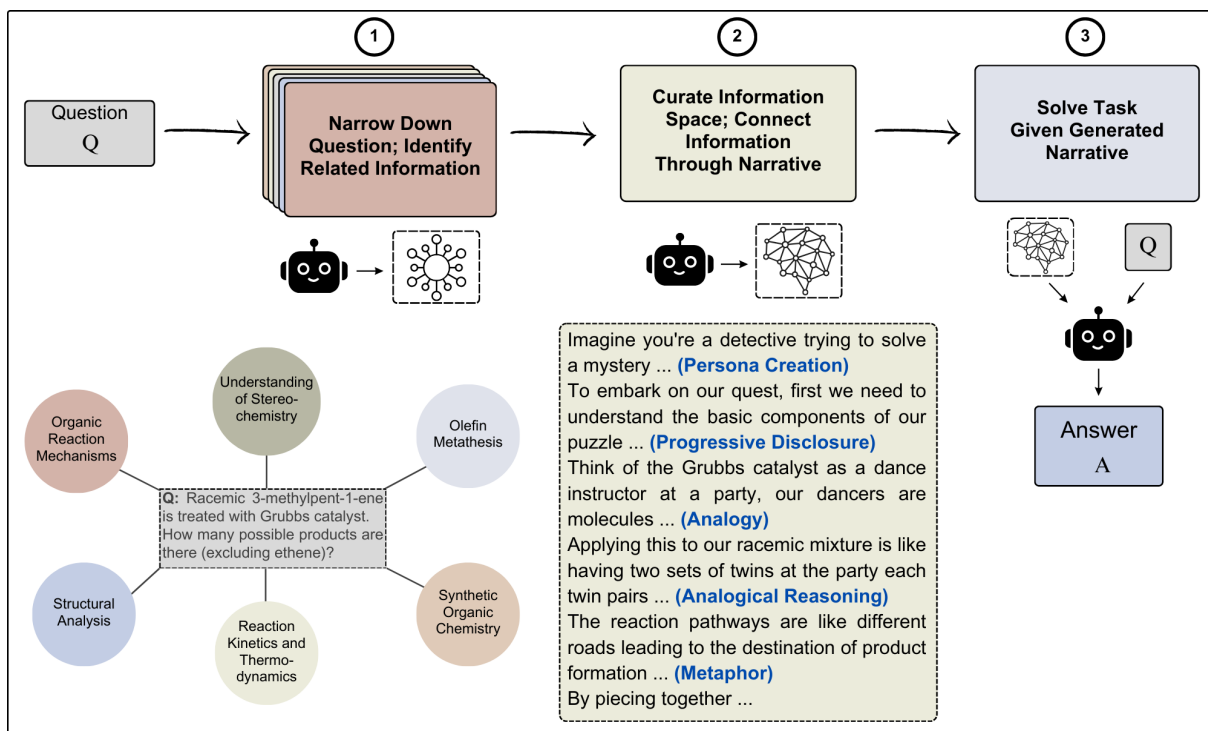 1
2
3
Question
Q
Narrow Down
Question; Identify
Related Information
Curate Information
Space; Connect
Information
Through Narrative
Solve Task
Given Generated
Narrative
Q
Understanding
of Stereo-
chemistry
Organic
Reaction
Mechanisms
Olefin
Metathesis
Q: Racemic 3-methylpent-1-ene
is treated with Grubbs catalyst.
How many possible products are
there (excluding ethene)?
Structural
Analysis
Reaction
Kinetics and
Thermo-
dynamics
Synthetic
Organic
Chemistry
Imagine you're a detective trying to solve
a mystery ... (Persona Creation)
To embark on our quest, first we need to
understand the basic components of our
puzzle ... (Progressive Disclosure)
Think of the Grubbs catalyst as a dance
instructor at a party, our dancers are
molecules ... (Analogy)
Applying this to our racemic mixture is like
having two sets of twins at the party each
twin pairs ... (Analogical Reasoning)
The reaction pathways are like different
roads leading to the destination of product
formation ... (Metaphor)
By piecing together ...
Answer
A